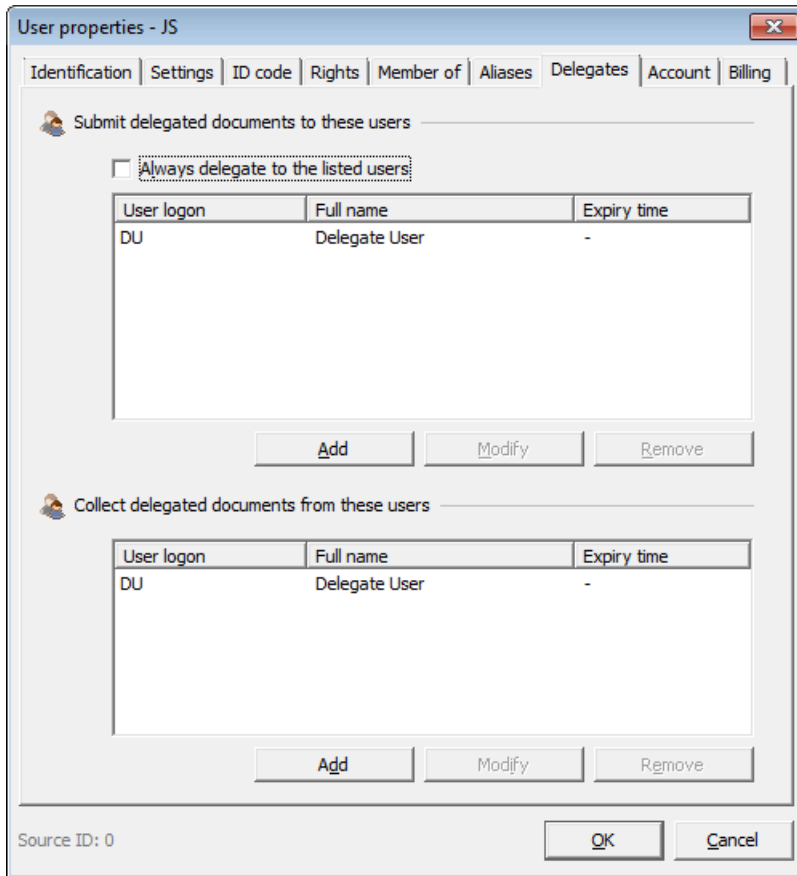 User properties - JS
Identification Settings ID code Rights Member of Aliases Delegates Account Billing
Submit delegated documents to these users
Always delegate to the listed users
User logon Full name Expiry time
DU Delegate User -
Add Modify Remove
Collect delegated documents from these users
User logon Full name Expiry time
DU Delegate User -
Add Modify Remove
Source ID: 0 OK Cancel